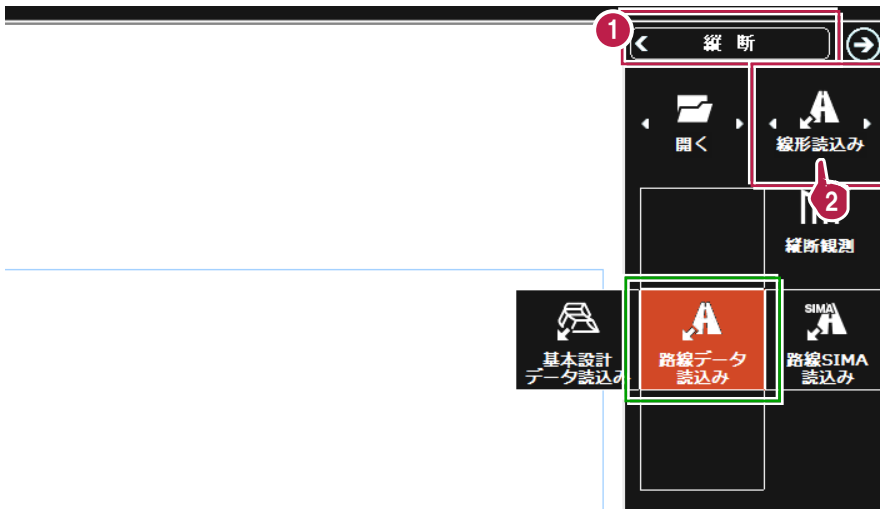 1
縦 断
開く
線形読込み
2
縦断観測
基本設計
データ読込み
路線データ
読込み
SIMA
路線SIMA
読込み